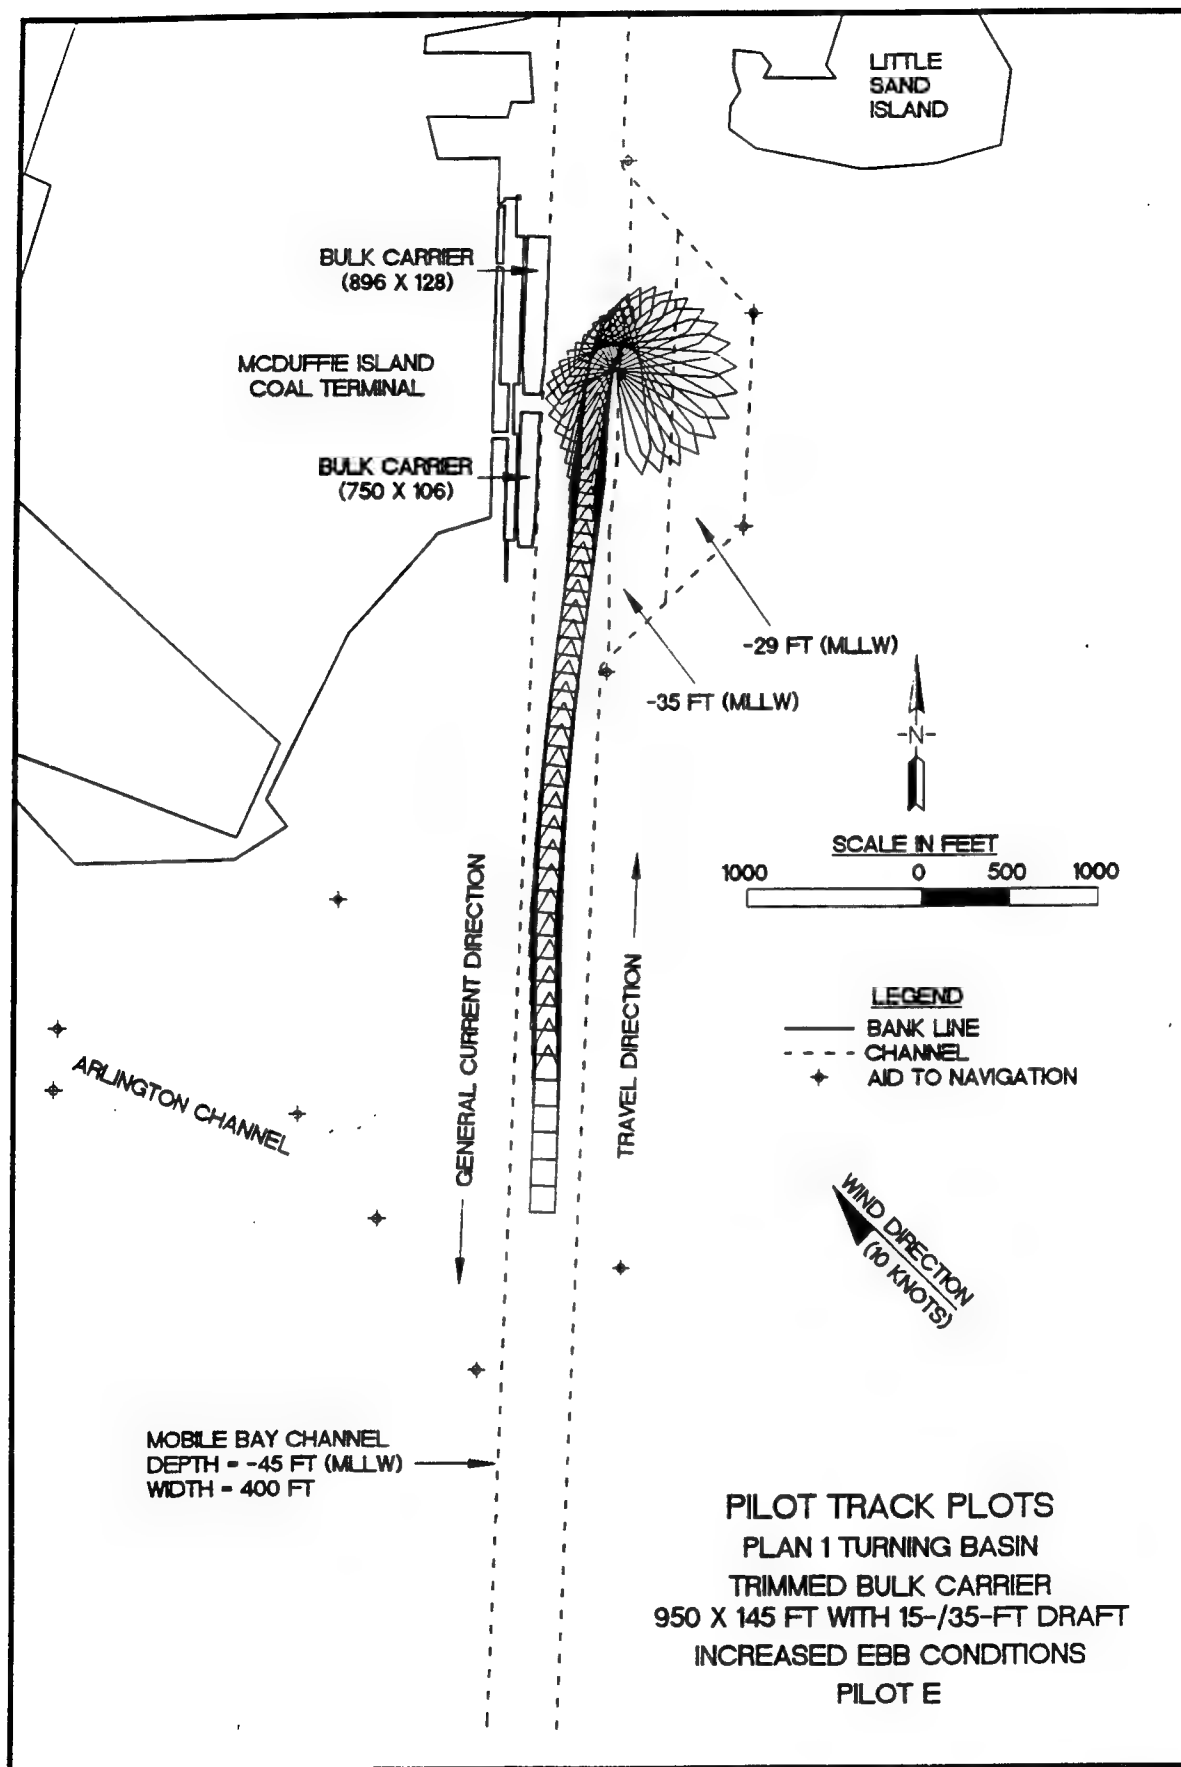 LITTLE
SAND
ISLAND
BULK CARRIER
(896 X 128)
MCDUFFIE ISLAND
COAL TERMINAL
BULK CARRIER
(750 X 106)
-29 FT (MLLW)
-35 FT (MLLW)
-N-
SCALE IN FEET
1000 0 500 1000
GENERAL CURRENT DIRECTION
TRAVEL DIRECTION
LEGEND
BANK LINE
CHANNEL
AID TO NAVIGATION
ARLINGTON CHANNEL
WIND DIRECTION
(10 KNOTS)
MOBILE BAY CHANNEL
DEPTH = -45 FT (MLLW)
WIDTH = 400 FT
PILOT TRACK PLOTS
PLAN 1 TURNING BASIN
TRIMMED BULK CARRIER
950 X 145 FT WITH 15-/35-FT DRAFT
INCREASED EBB CONDITIONS
PILOT E